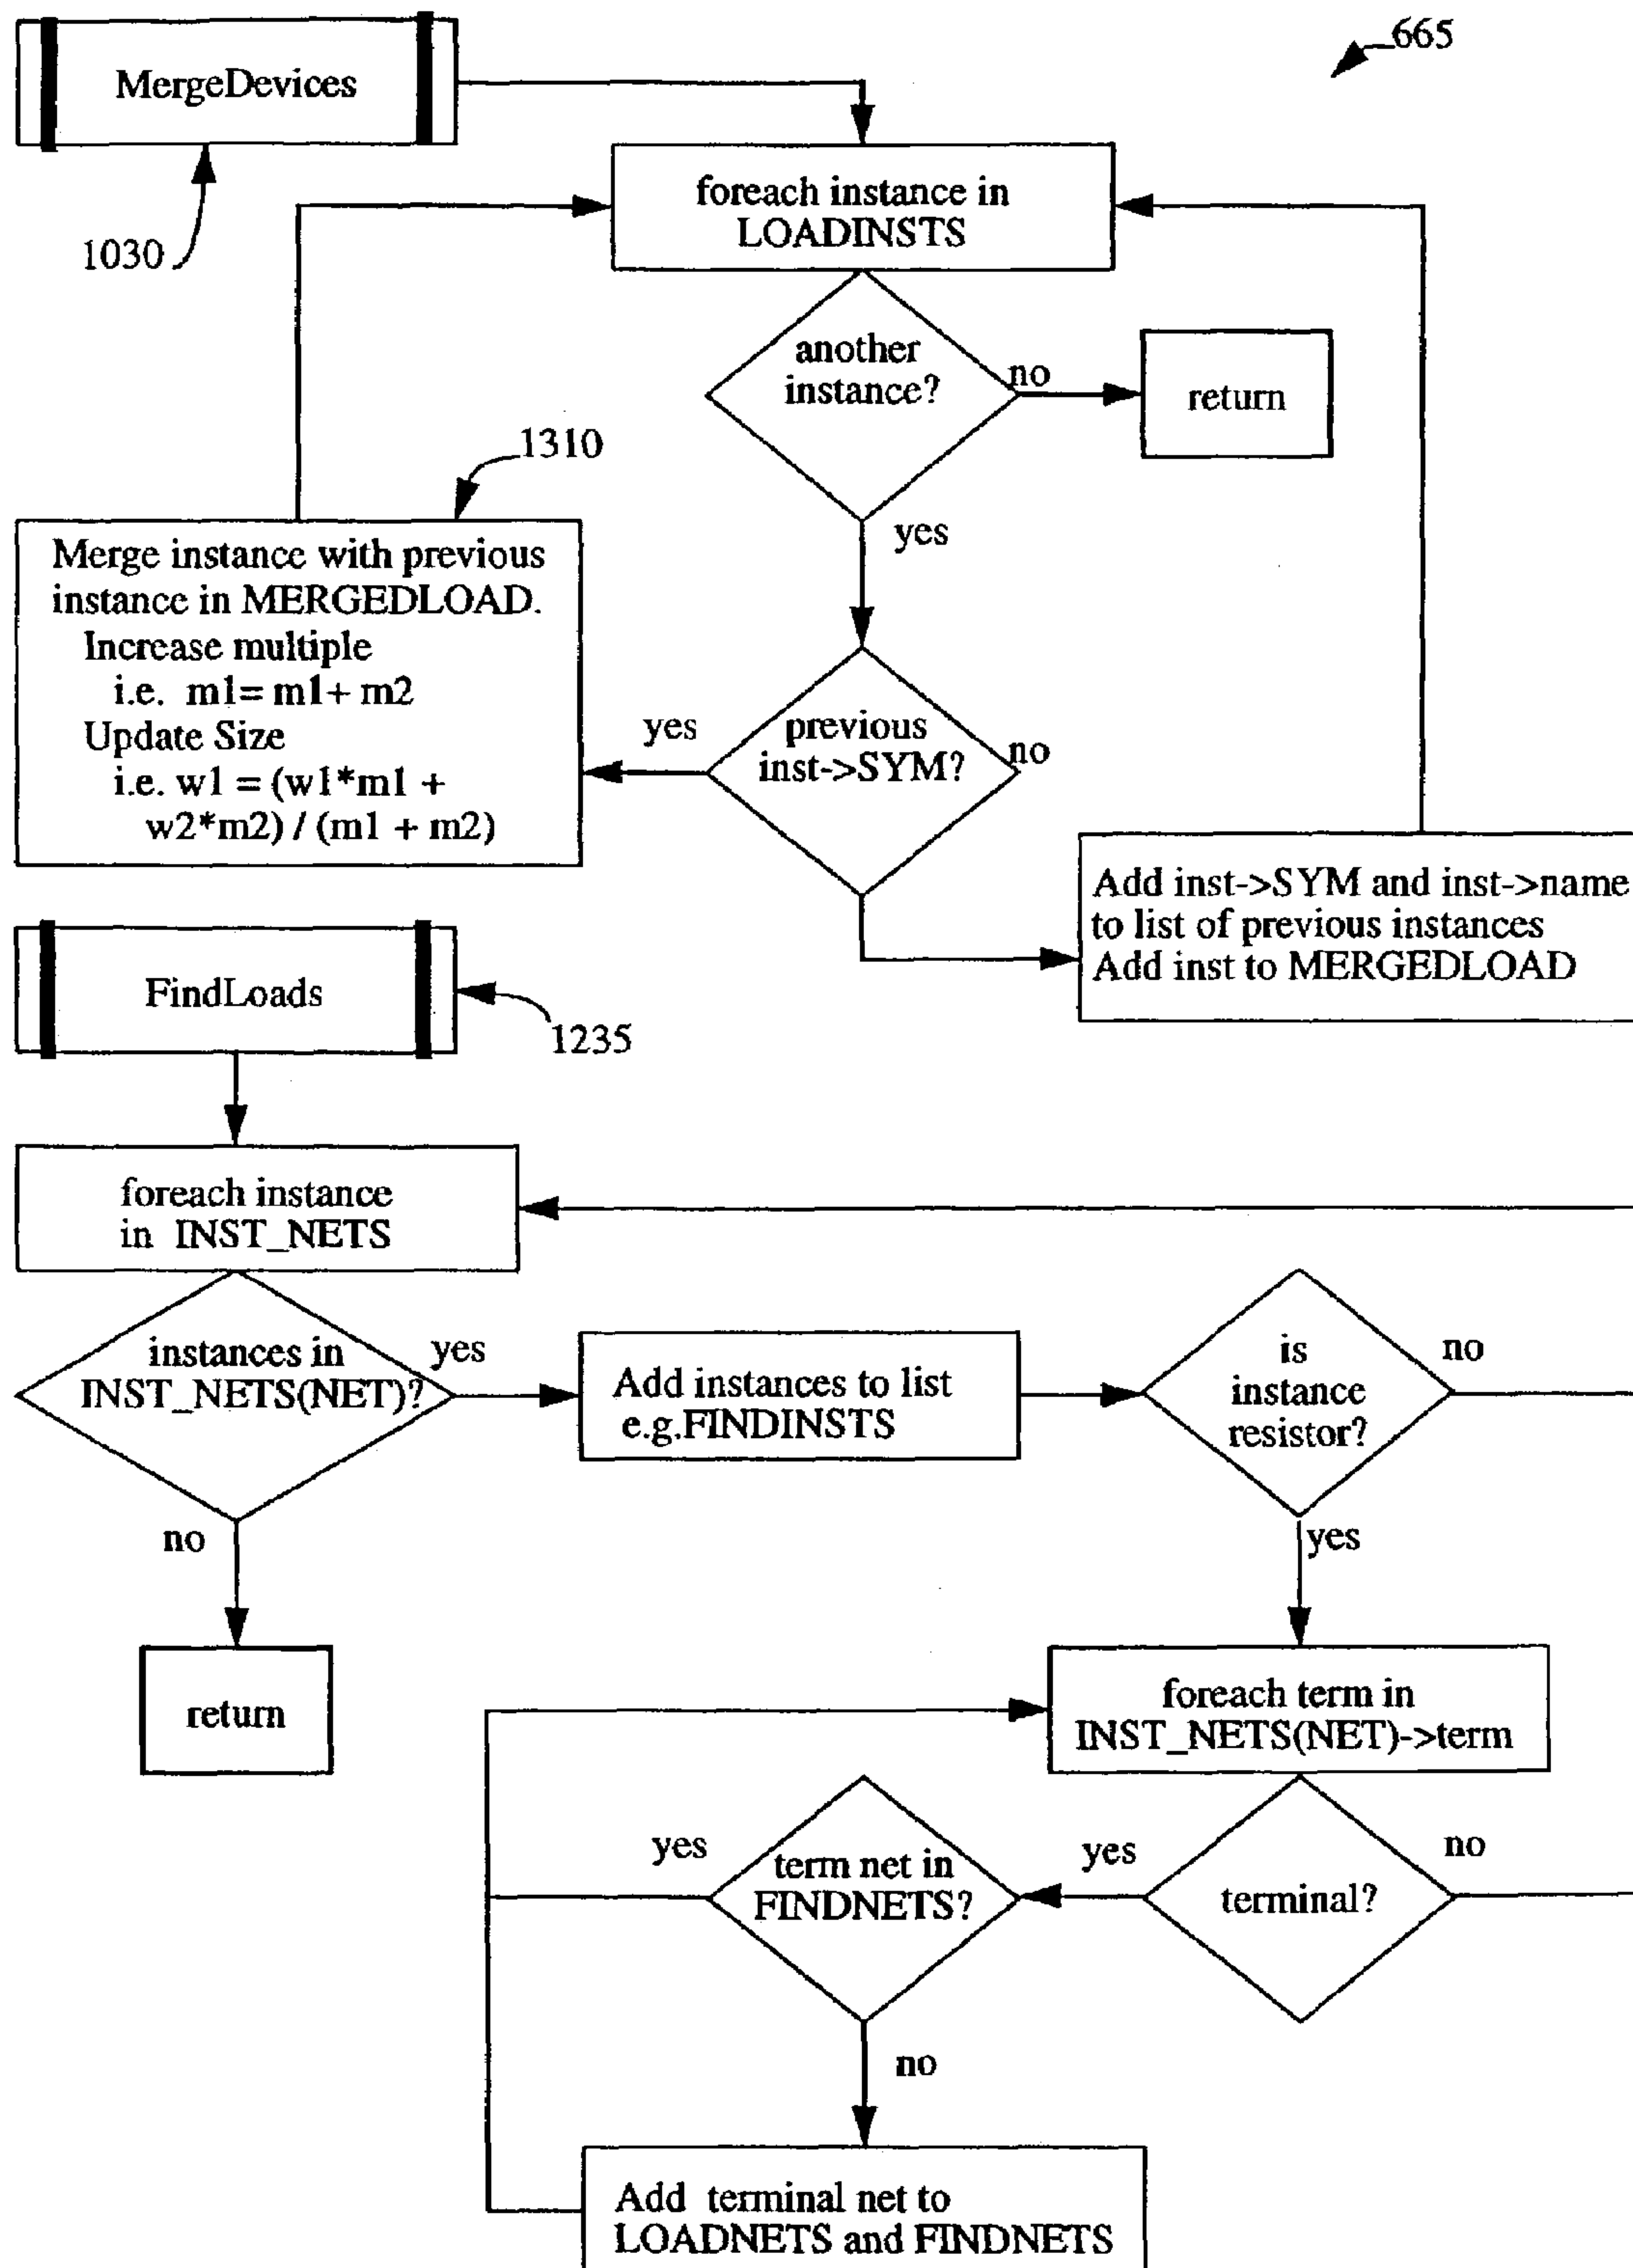 665
MergeDevices
1030
foreach instance in
LOADINSTS
another
instance?
no
return
yes
1310
Merge instance with previous
instance in MERGEDLOAD.
Increase multiple
i.e. m1= m1+ m2
Update Size
i.e. w1 = (w1*m1 +
w2*m2) / (m1 + m2)
yes
previous
inst->SYM?
no
Add inst->SYM and inst->name
to list of previous instances
Add inst to MERGEDLOAD
FindLoads
1235
foreach instance
in INST_NETS
instances in
INST_NETS(NET)?
yes
Add instances to list
e.g.FINDINSTS
is
instance
resistor?
no
no
yes
return
foreach term in
INST_NETS(NET)->term
yes
term net in
FINDNETS?
yes
terminal?
no
no
Add terminal net to
LOADNETS and FINDNETS